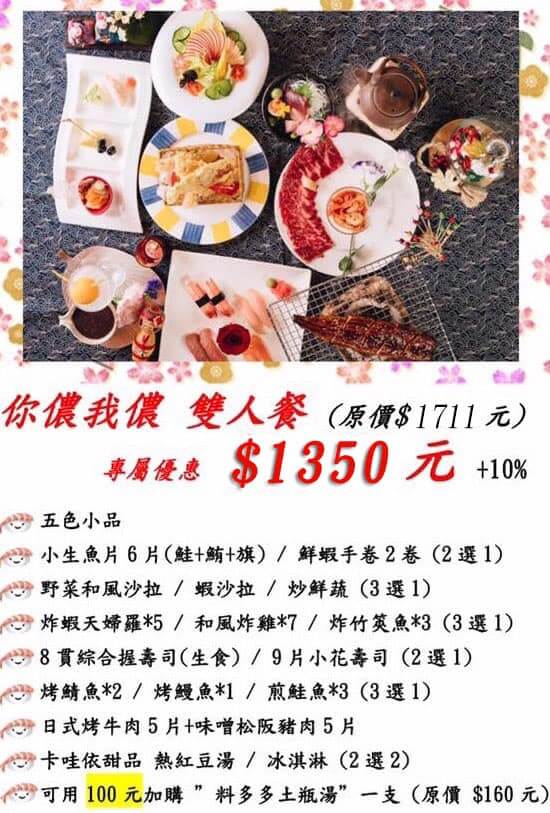 你儂我儂 雙人餐 (原價$1711元)
專屬優惠 $1350元 +10%
五色小品
小生魚片6片(鮭+鮪+旗) / 鮮蝦手卷2卷 (2選1)
野菜和風沙拉 / 蝦沙拉 / 炒鮮蔬 (3選1)
炸蝦天婦羅*5 / 和風炸雞*7 / 炸竹筴魚*3 (3選1)
8貫綜合握壽司(生食) / 9片小花壽司 (2選1)
烤鯖魚*2 / 烤鰻魚*1 / 煎鮭魚*3 (3選1)
日式烤牛肉5片+味噌松阪豬肉5片
卡哇依甜品 熱紅豆湯 / 冰淇淋 (2選2)
可用100元加購 ”料多多土瓶湯”一支 (原價 $160元)